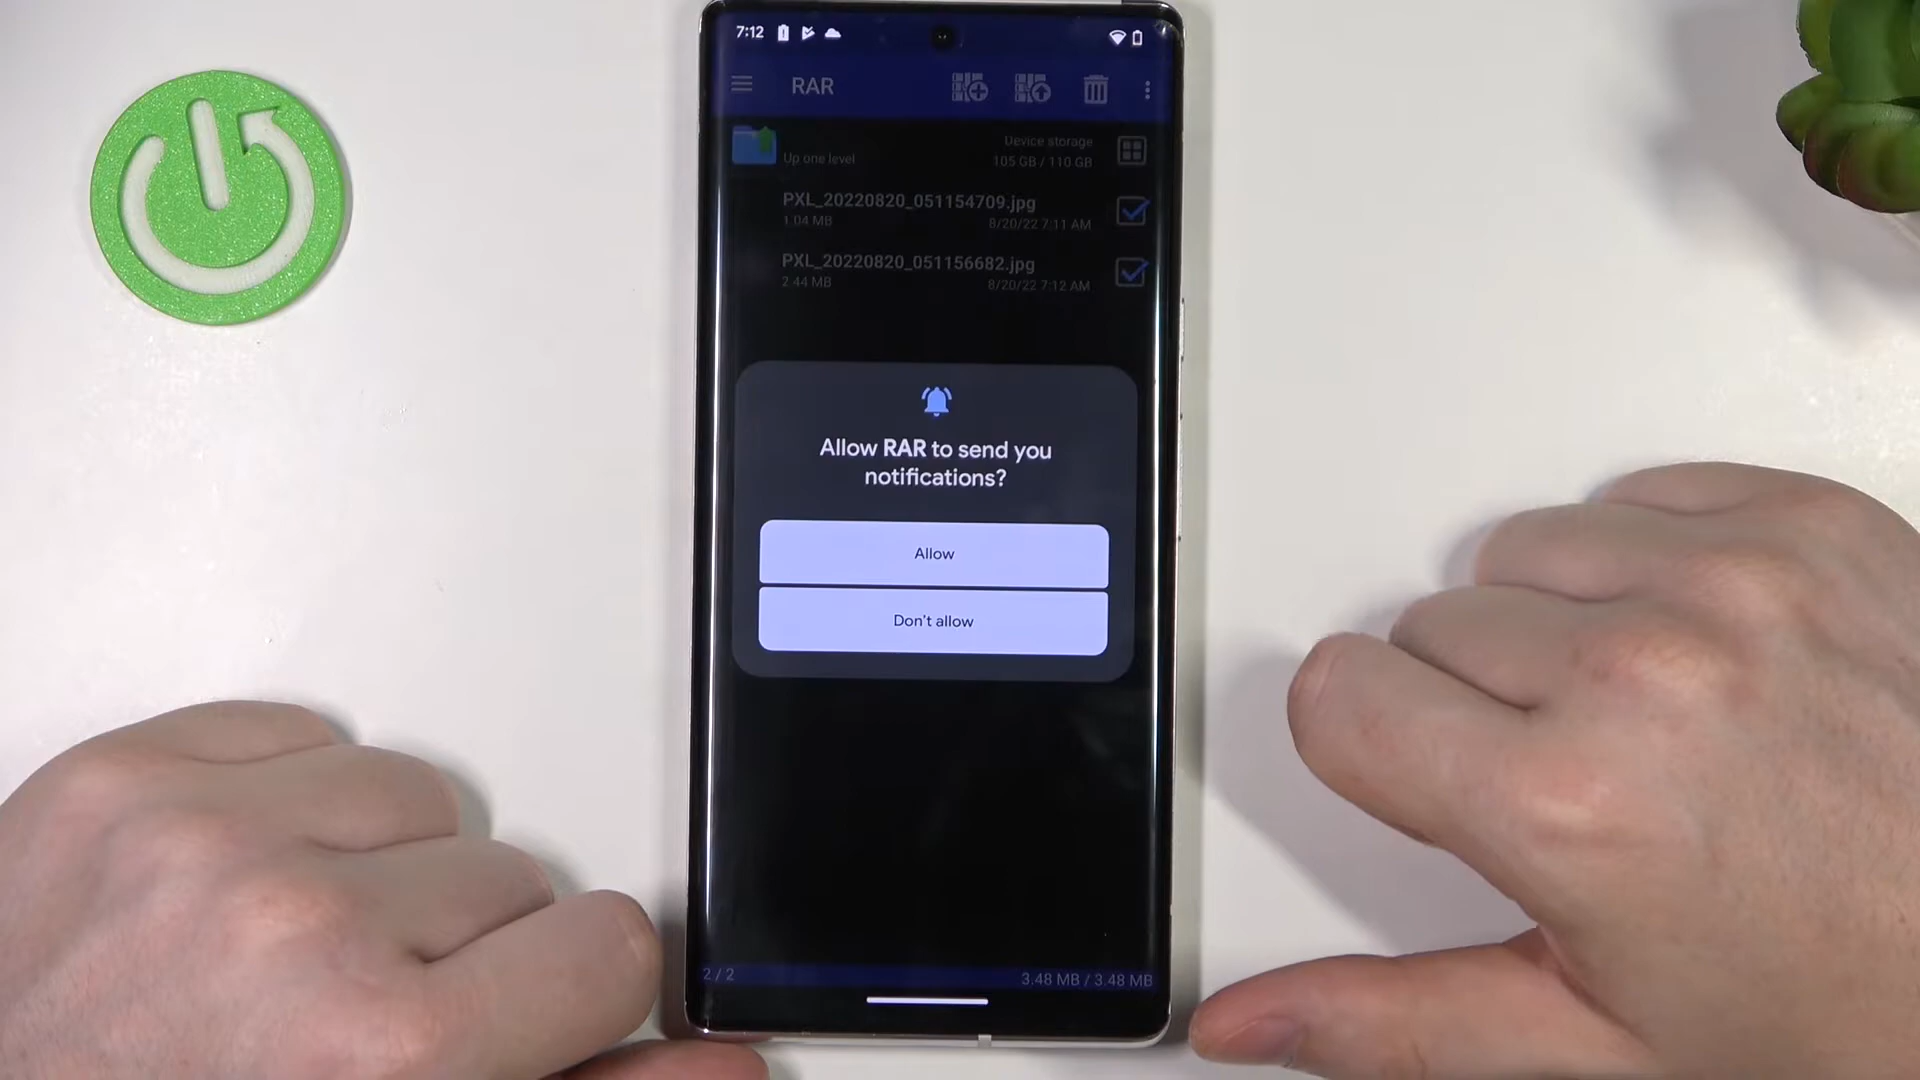 7:12
RAR
Device storage
Up one level
105 GB / 110 GB
PXL_20220820_051154709.jpg
1.04 MB
8/20/22 7:11 AM
PXL_20220820_051156682.jpg
2.44 MB
8/20/22 7:12 AM
Allow RAR to send you
notifications?
Allow
Don't allow
2 / 2
3.48 MB / 3.48 MB